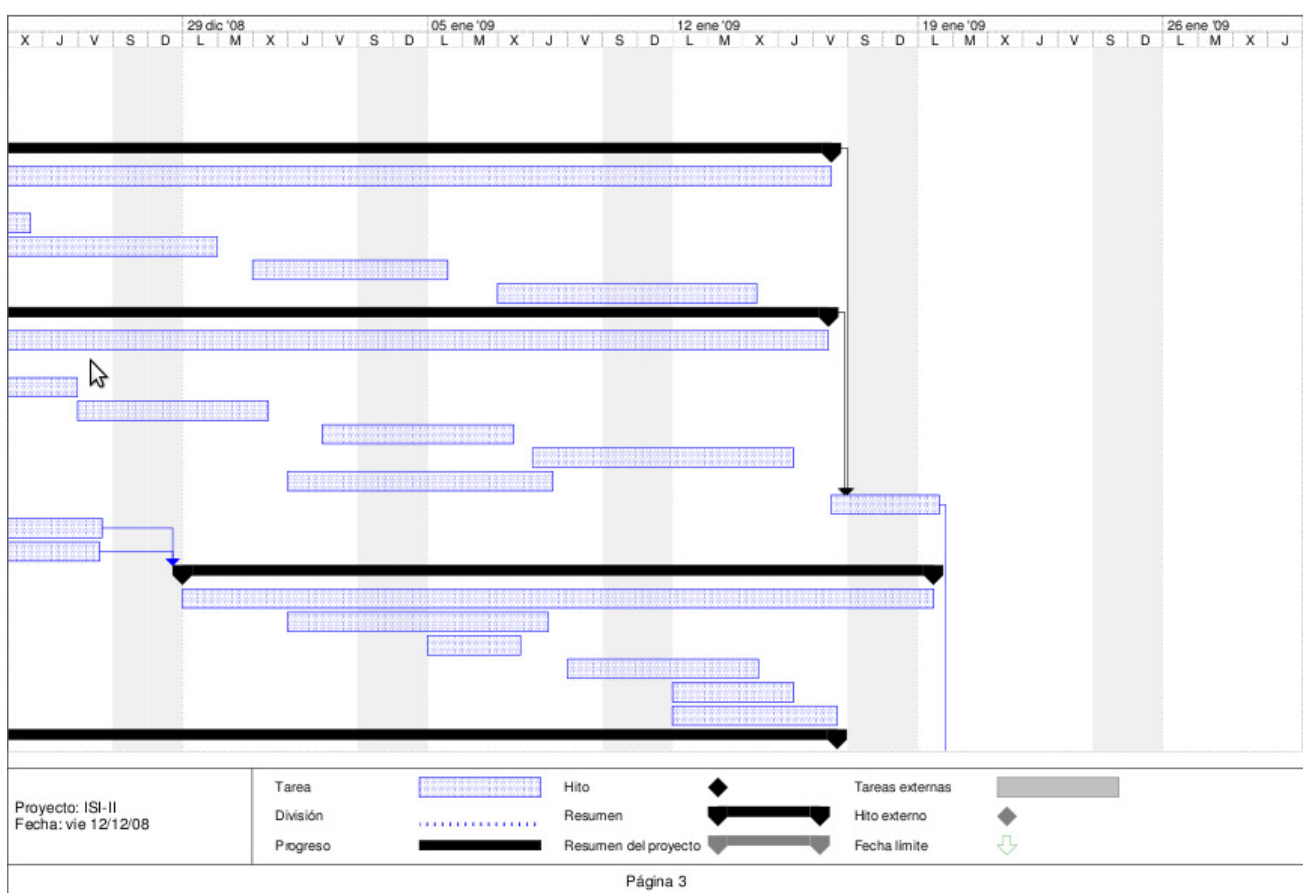 29 dic '08 05 ene '09 12 ene '09 19 ene '09 26 ene '09
X J V S D L M X J V S D L M X J V S D L M X J V S D L M X J V S D L M X J
Proyecto: ISI-II
Fecha: vie 12/12/08
Tarea Hito Tareas externas
División Resumen Hito externo
Progreso Resumen del proyecto Fecha límite
Página 3